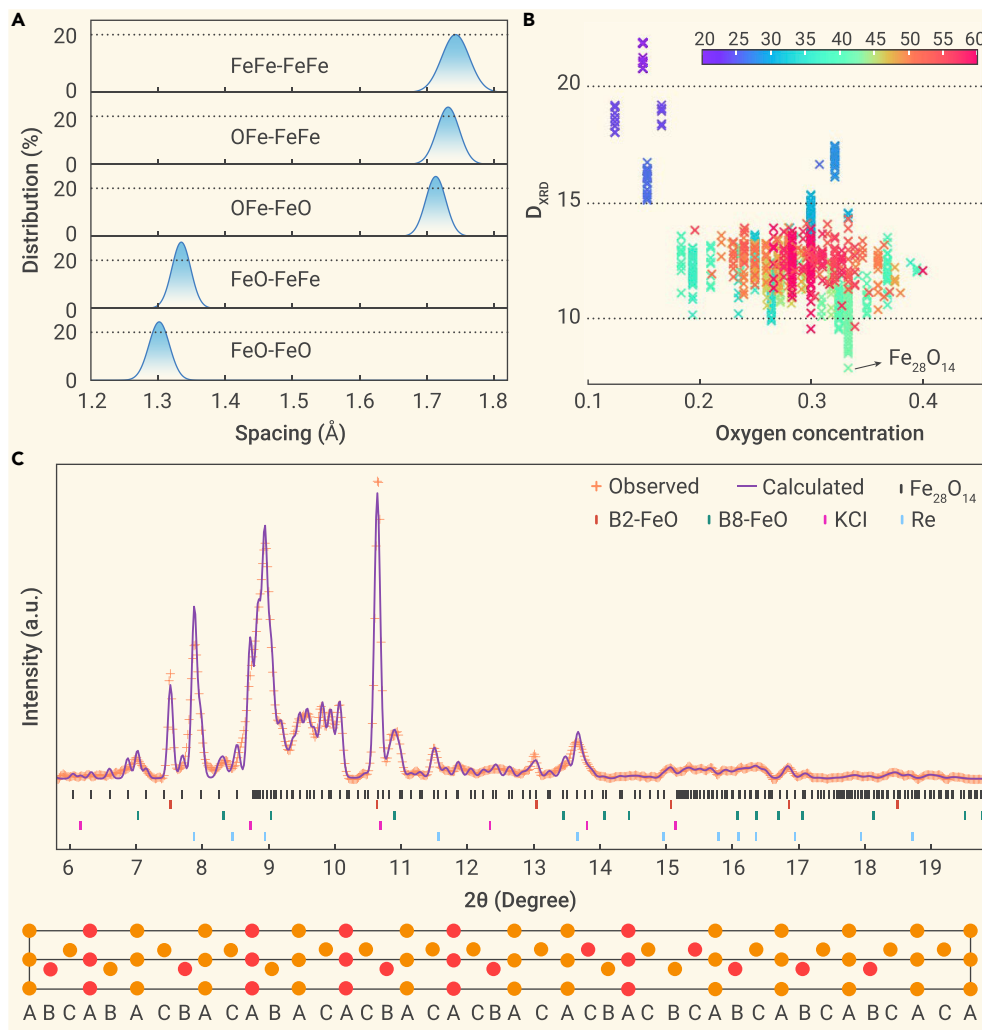 A
Distribution (%)
20
0
FeFe-FeFe
20
0
OFe-FeFe
20
0
OFe-FeO
20
0
FeO-FeFe
20
0
FeO-FeO
1.2 1.3 1.4 1.5 1.6 1.7 1.8
Spacing (Å)
B
20 25 30 35 40 45 50 55 60
DXRD
20
15
10
Fe28O14
0.1 0.2 0.3 0.4
Oxygen concentration
C
Intensity (a.u.)
Observed Calculated Fe28O14
B2-FeO B8-FeO KCl Re
6 7 8 9 10 11 12 13 14 15 16 17 18 19
2θ (Degree)
A B C A B A C B A C A B C A C A C B A C A C B A C A C B A C B C A B C A B A B C A C A